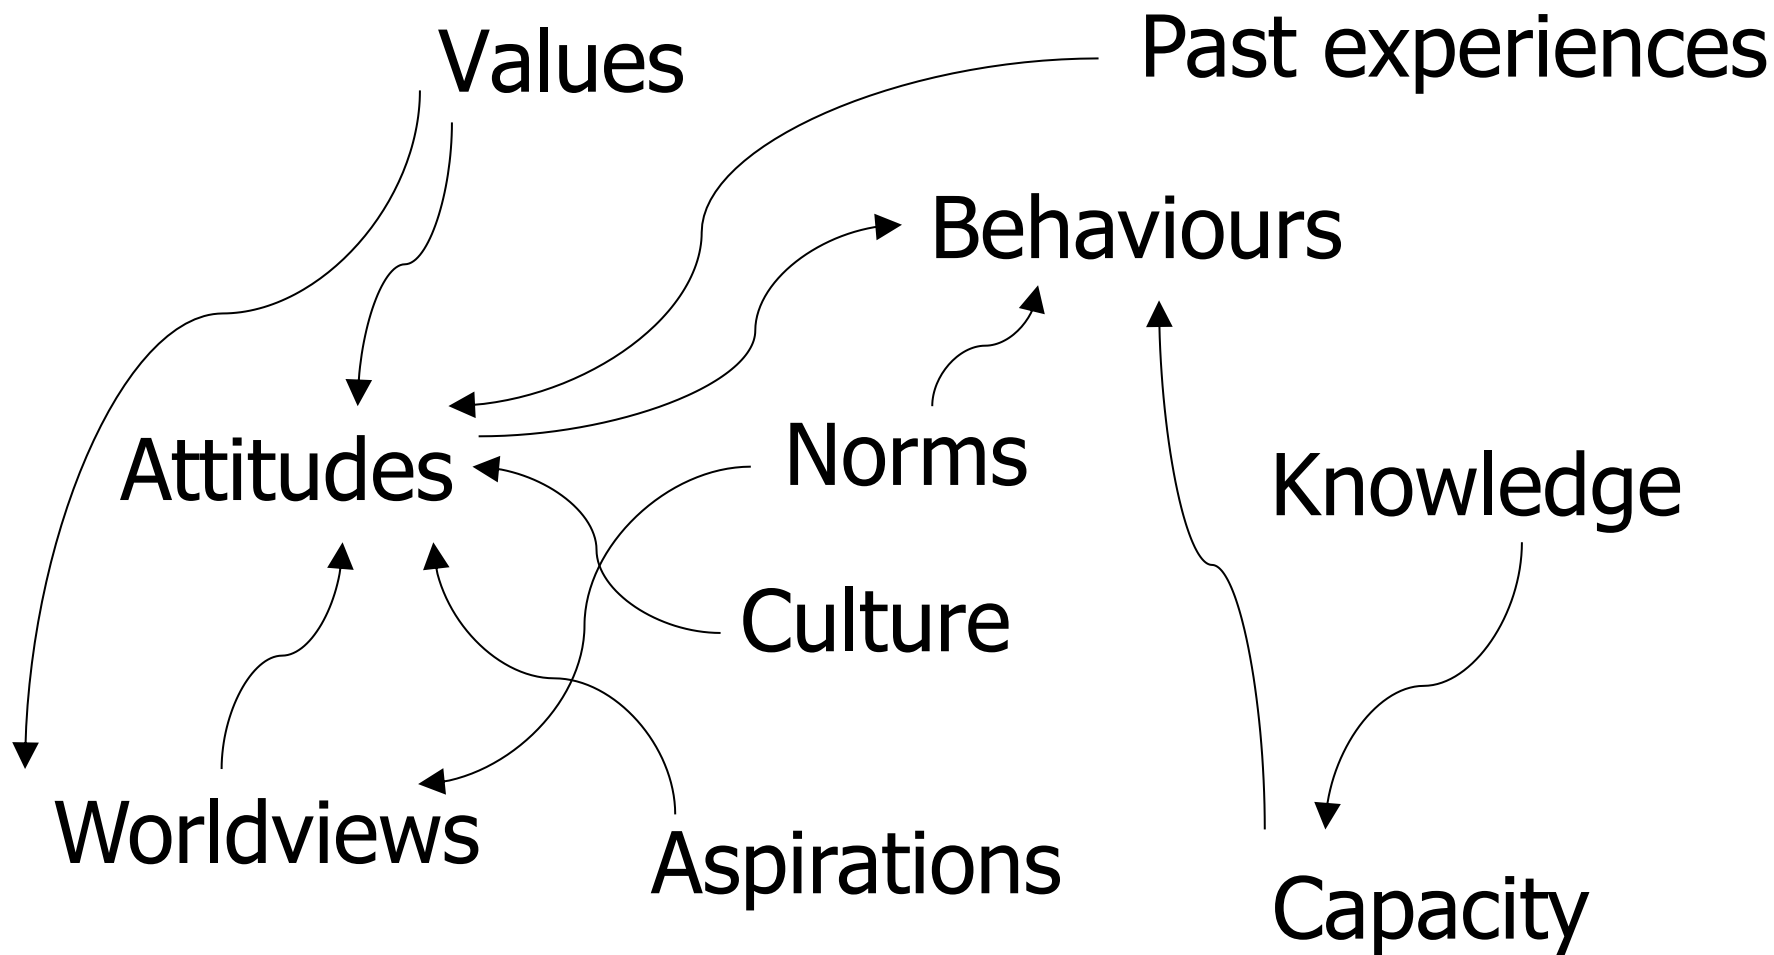 Values
Past experiences
Behaviours
Attitudes
Norms
Knowledge
Culture
Worldviews
Aspirations
Capacity